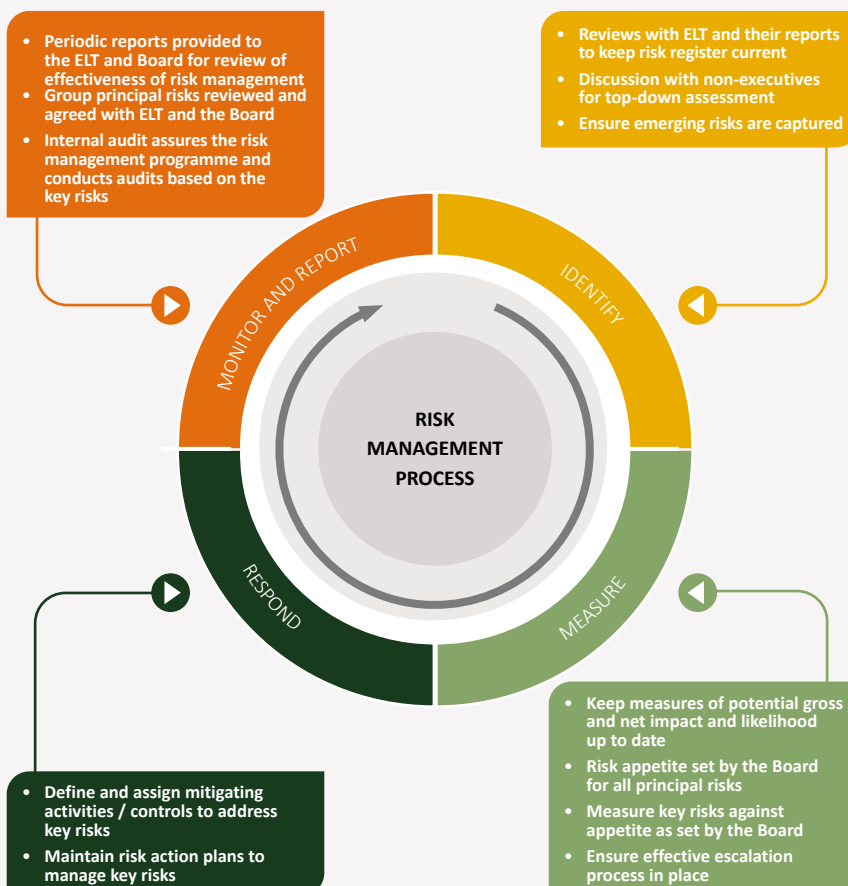 • Periodic reports provided to
the ELT and Board for review of
effectiveness of risk management
• Group principal risks reviewed and
agreed with ELT and the Board
• Internal audit assures the risk
management programme and
conducts audits based on the
key risks
• Reviews with ELT and their reports
to keep risk register current
• Discussion with non-executives
for top-down assessment
• Ensure emerging risks are captured
MONITOR AND REPORT
IDENTIFY
RISK
MANAGEMENT
PROCESS
RESPOND
MEASURE
• Define and assign mitigating
activities / controls to address
key risks
• Maintain risk action plans to
manage key risks
• Keep measures of potential gross
and net impact and likelihood
up to date
• Risk appetite set by the Board
for all principal risks
• Measure key risks against
appetite as set by the Board
• Ensure effective escalation
process in place